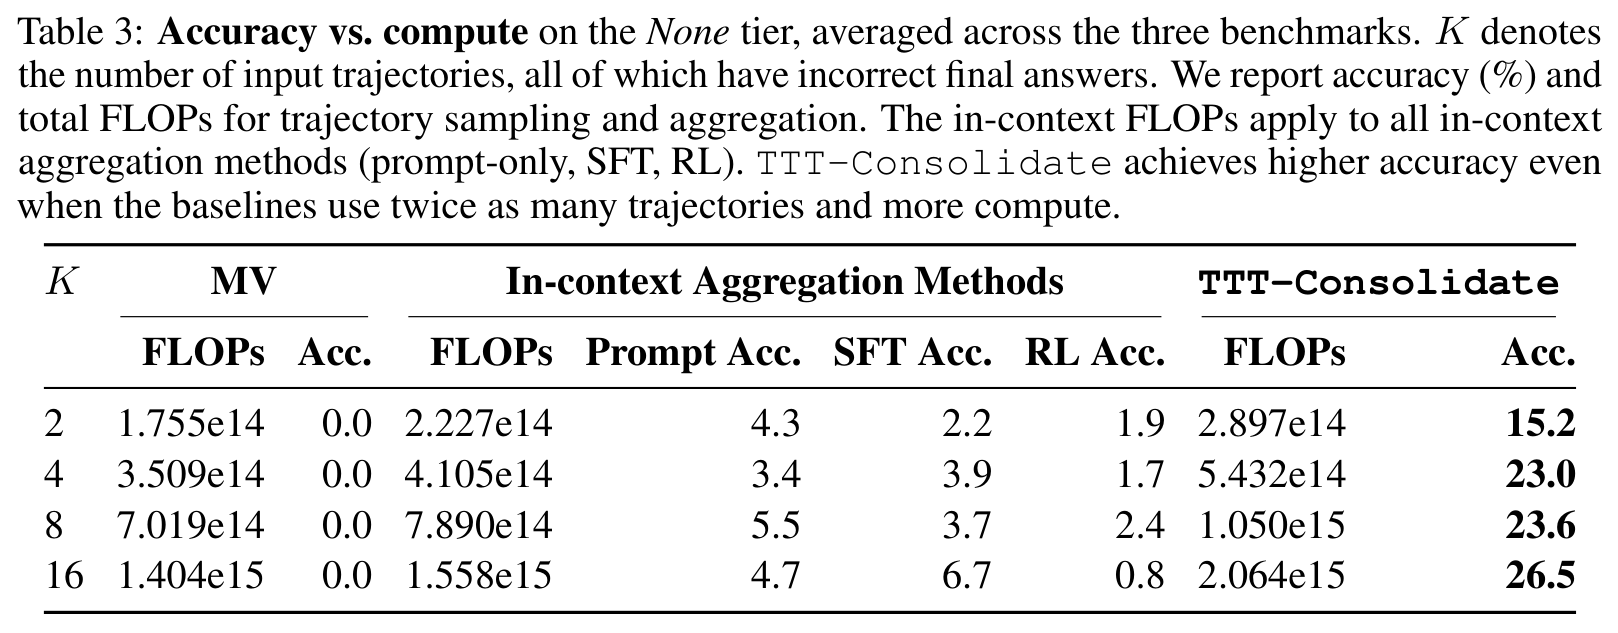 Table 3: Accuracy vs. compute on the None tier, averaged across the three benchmarks. K denotes
the number of input trajectories, all of which have incorrect final answers. We report accuracy (%) and
total FLOPs for trajectory sampling and aggregation. The in-context FLOPs apply to all in-context
aggregation methods (prompt-only, SFT, RL). TTT-Consolidate achieves higher accuracy even
when the baselines use twice as many trajectories and more compute.
K MV In-context Aggregation Methods TTT-Consolidate
FLOPs Acc. FLOPs Prompt Acc. SFT Acc. RL Acc. FLOPs Acc.
2 1.755e14 0.0 2.227e14 4.3 2.2 1.9 2.897e14 15.2
4 3.509e14 0.0 4.105e14 3.4 3.9 1.7 5.432e14 23.0
8 7.019e14 0.0 7.890e14 5.5 3.7 2.4 1.050e15 23.6
16 1.404e15 0.0 1.558e15 4.7 6.7 0.8 2.064e15 26.5